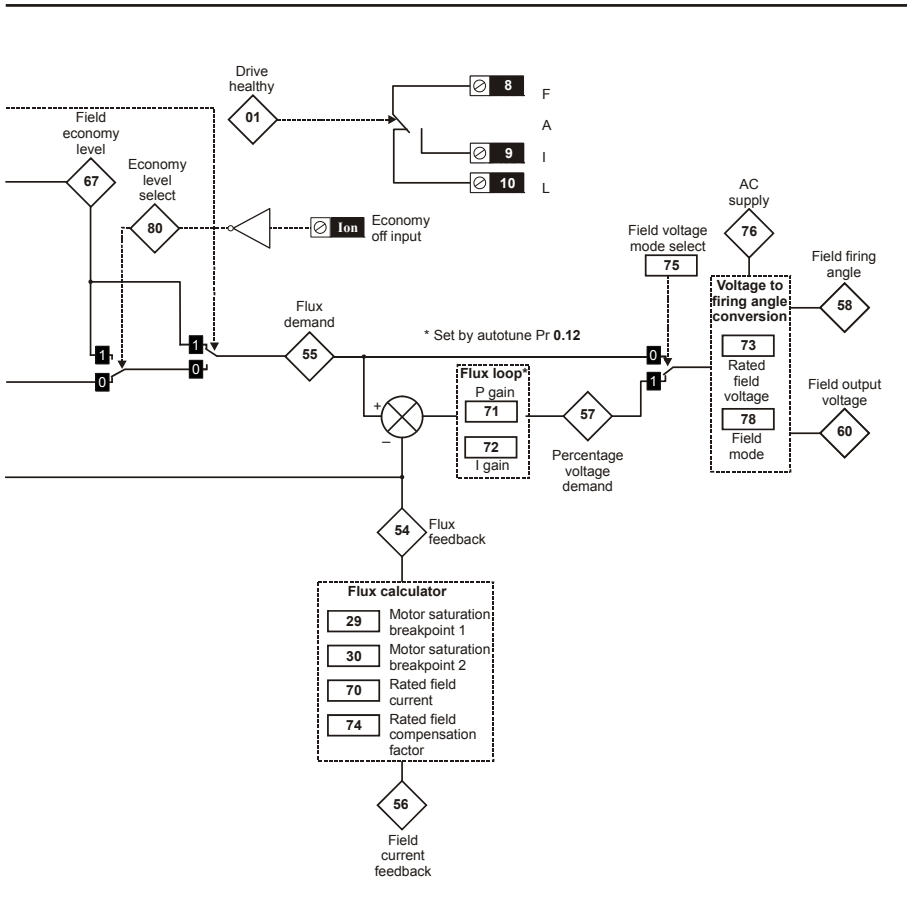 Drive
healthy
01
8
F
A
9
I
10
L
Field
economy
level
67
Economy
level
select
80
Ion
Economy
off input
AC
supply
76
Field voltage
mode select
75
Field firing
angle
58
Voltage to
firing angle
conversion
73
Rated
field
voltage
78
Field
mode
Field output
voltage
60
Flux
demand
55
* Set by autotune Pr 0.12
1
0
1
0
0
1
Flux loop*
P gain
71
72
I gain
57
Percentage
voltage
demand
+
–
54
Flux
feedback
Flux calculator
29
Motor saturation
breakpoint 1
30
Motor saturation
breakpoint 2
70
Rated field
current
74
Rated field
compensation
factor
56
Field
current
feedback